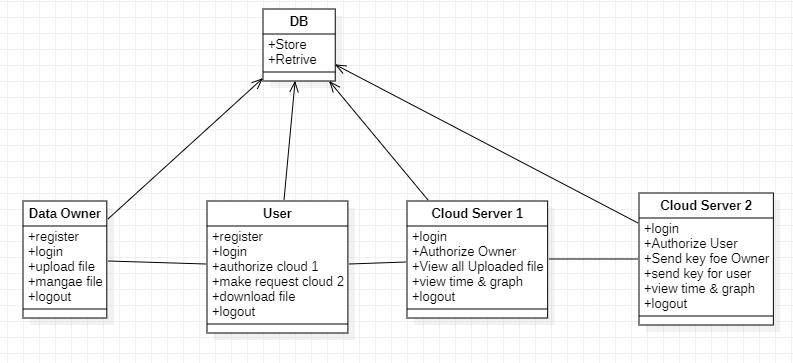 DB
+Store
+Retrive
Data Owner
+register
+login
+upload file
+mangae file
+logout
User
+register
+login
+authorize cloud 1
+make request cloud 2
+download file
+logout
Cloud Server 1
+login
+Authorize Owner
+View all Uploaded file
+view time & graph
+logout
Cloud Server 2
+login
+Authorize User
+Send key foe Owner
+send key for user
+view time & graph
+logout